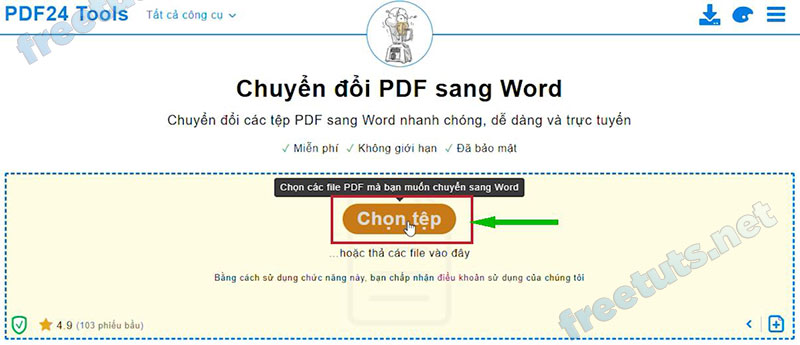 PDF24 Tools Tất cả công cụ
Chuyển đổi PDF sang Word
Chuyển đổi các tệp PDF sang Word nhanh chóng, dễ dàng và trực tuyến
✓ Miễn phí ✓ Không giới hạn ✓ Đã bảo mật
Chọn các file PDF mà bạn muốn chuyển sang Word
Chọn tệp
...hoặc thả các file vào đây
Bằng cách sử dụng chức năng này, bạn chấp nhận điều khoản sử dụng của chúng tôi
4.9 (103 phiếu bầu)
freetuts.net
freetuts.net